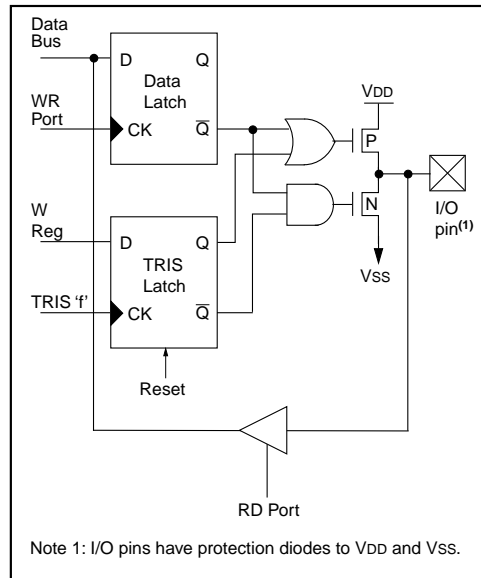 Data
Bus
D
Q
Data
Latch
WR
Port
CK
Q̅
VDD
P
N
I/O
pin(1)
VSS
W
Reg
D
Q
TRIS
Latch
TRIS 'f'
CK
Q̅
Reset
RD Port
Note 1: I/O pins have protection diodes to VDD and VSS.